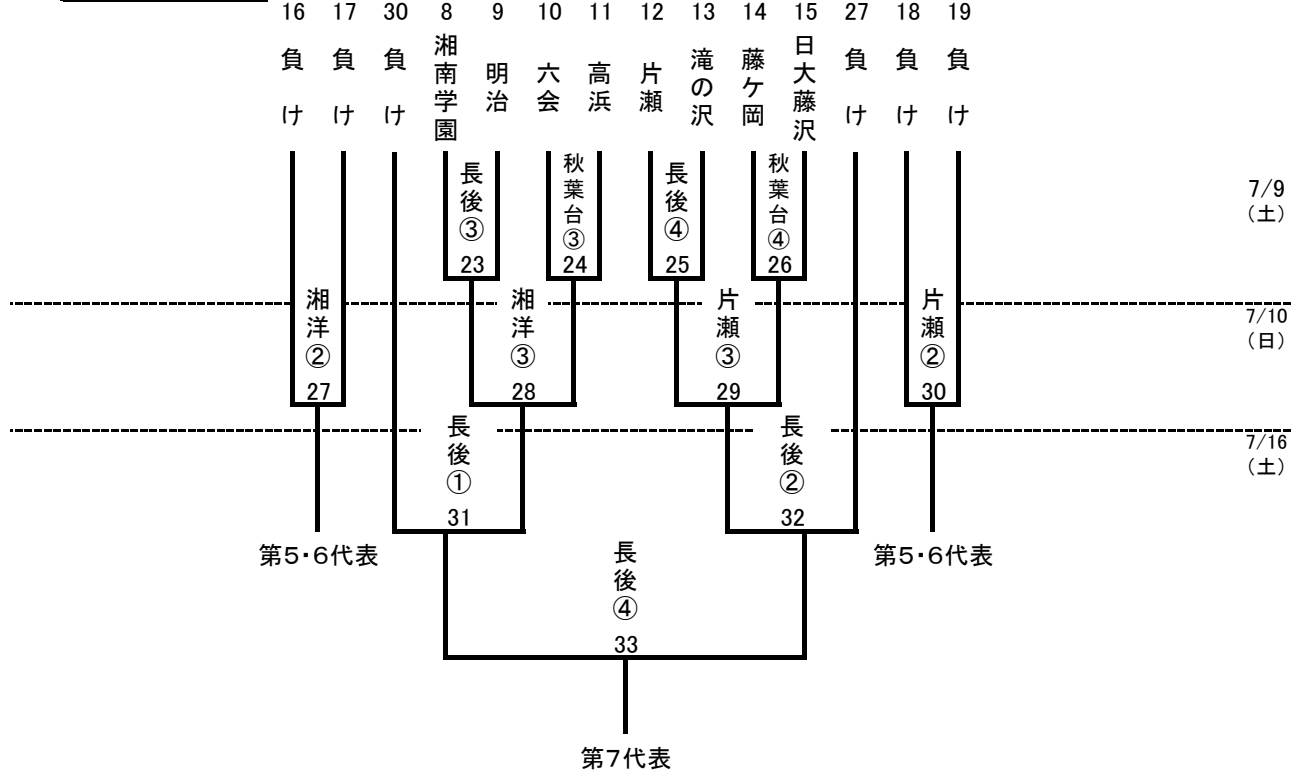 16 17 30 8 9 10 11 12 13 14 15 27 18 19
負け 負け 負け 湘南学園 明治 六会 高浜 片瀬 滝の沢 藤ケ岡 日大藤沢 負け 負け 負け
長後③ 秋葉台③ 長後④ 秋葉台④
7/9
(土)
23 24 25 26
湘洋② 湘洋③ 片瀬③ 片瀬②
7/10
(日)
27 28 29 30
長後① 長後②
7/16
(土)
31 32
第5・6代表 長後④ 第5・6代表
33
第7代表